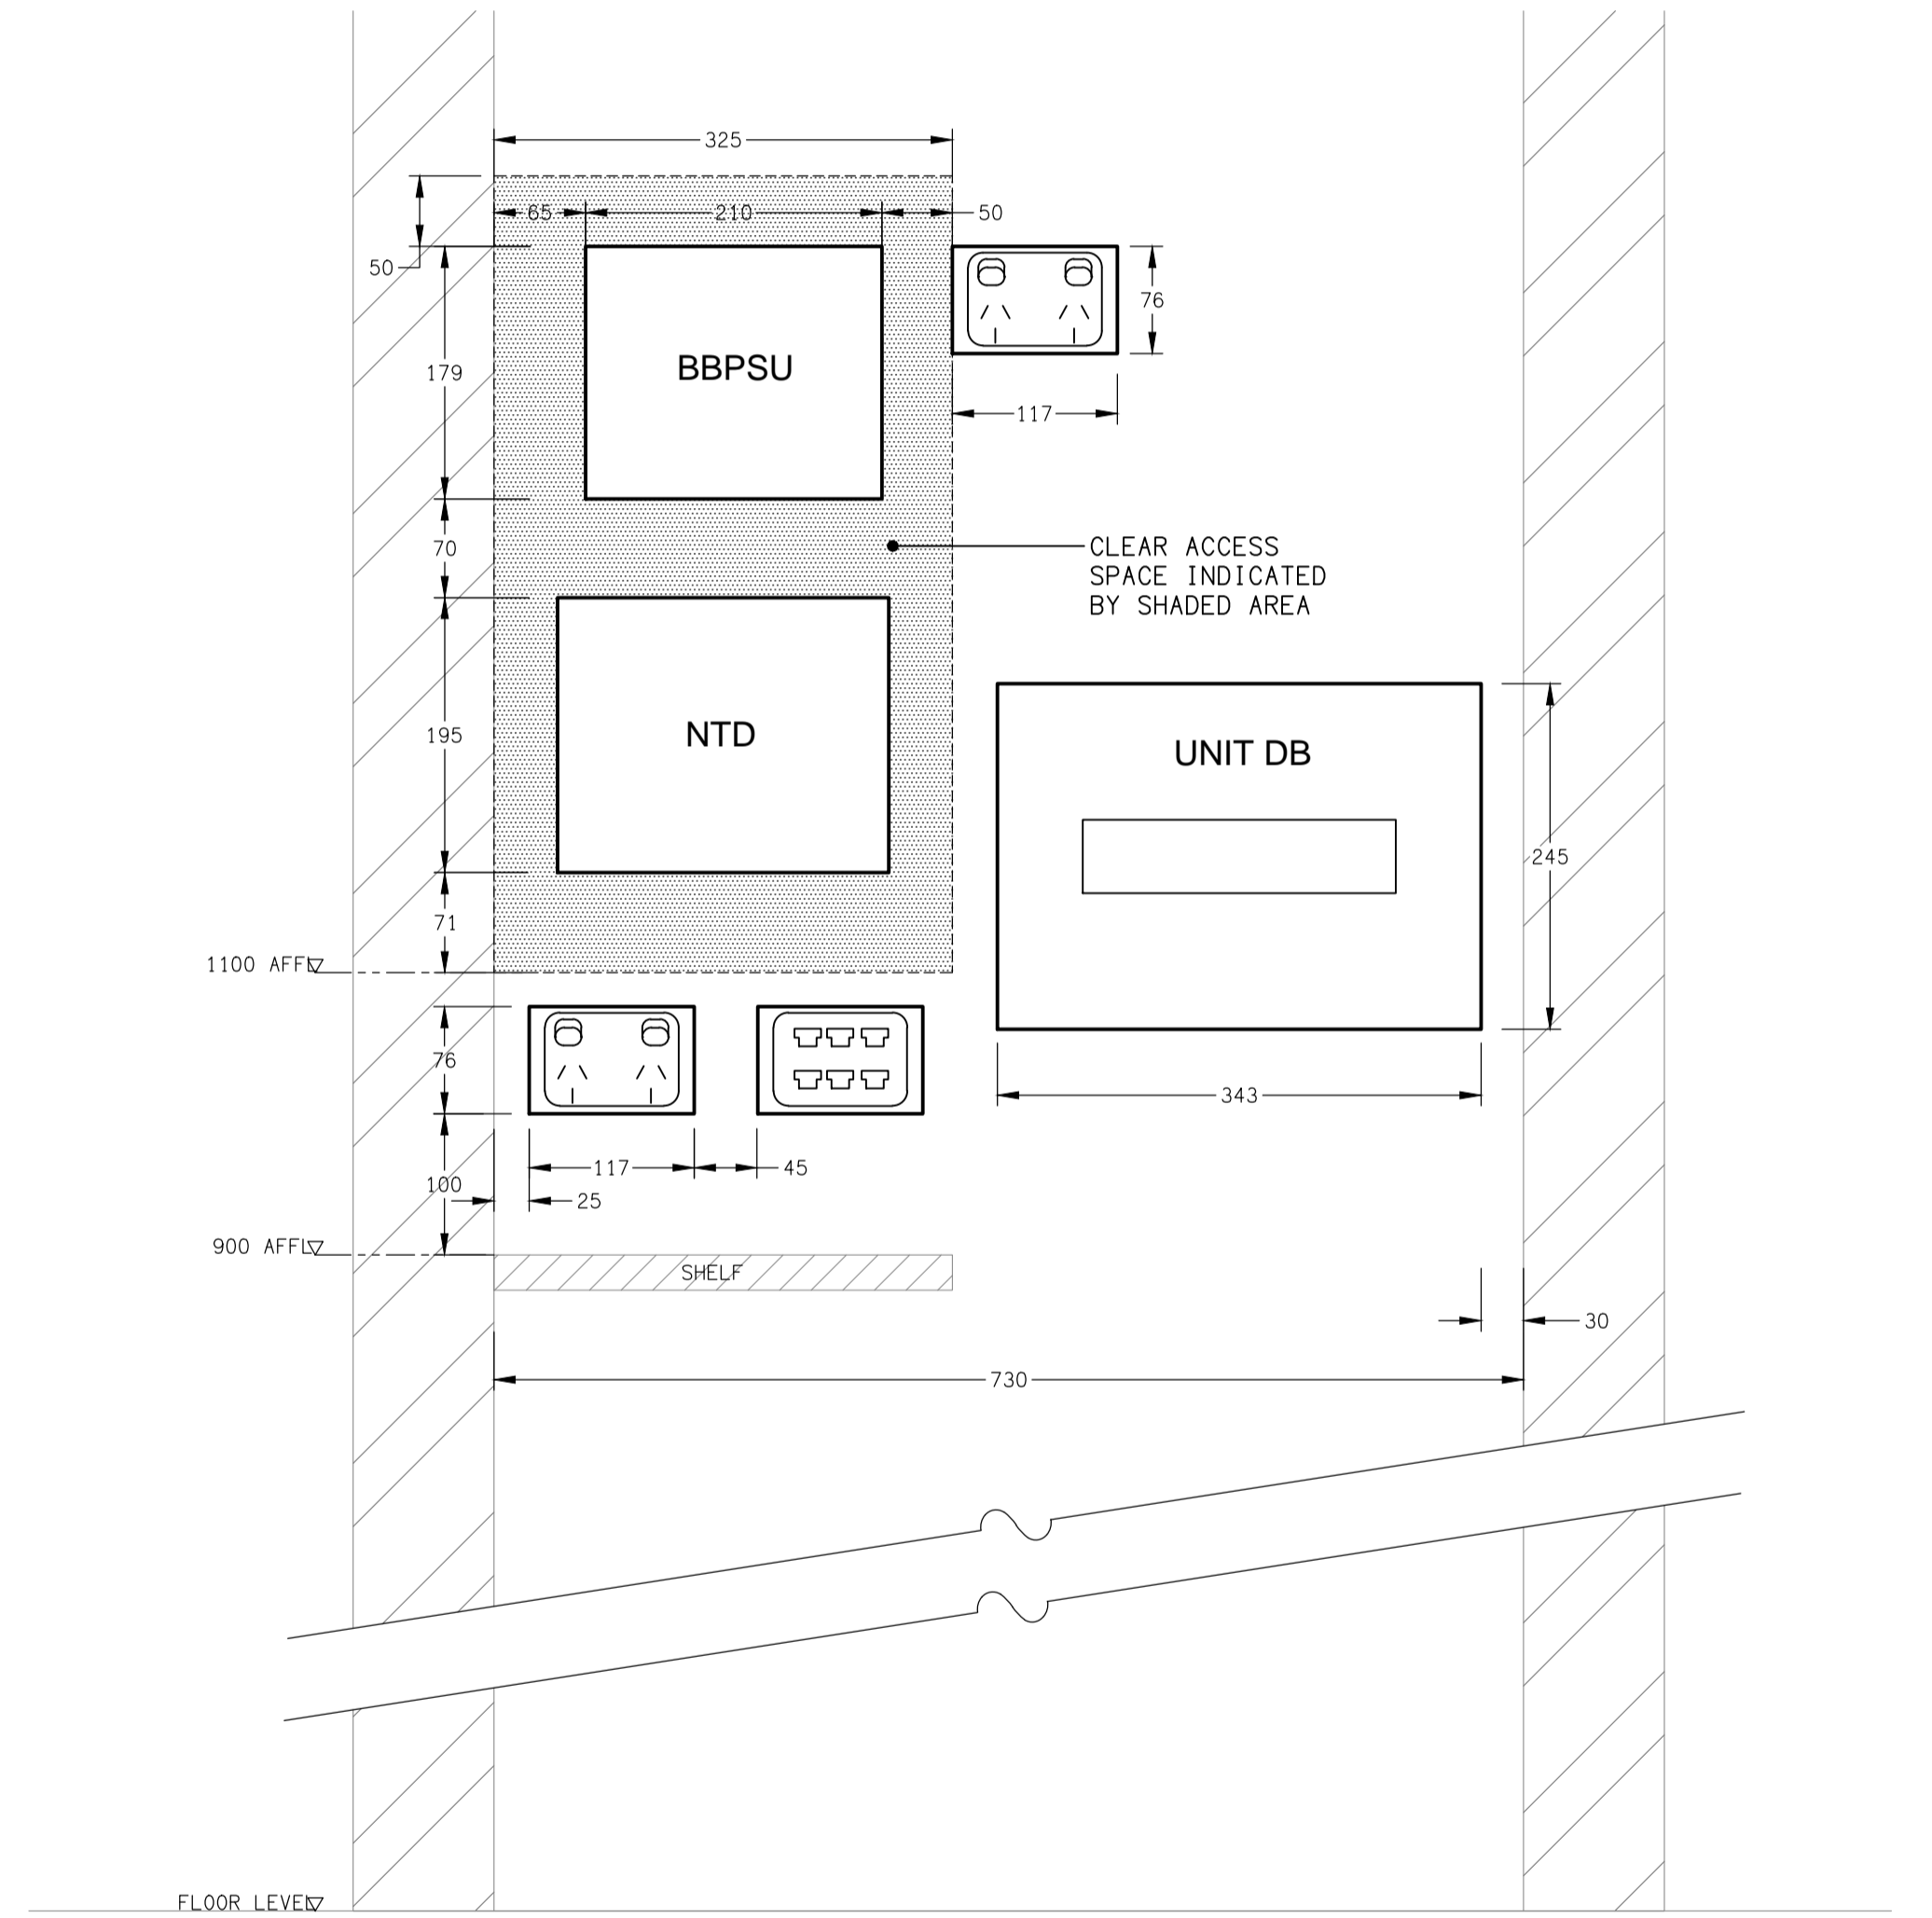 325
65
210
50
50
BBPSU
76
179
117
70
CLEAR ACCESS
SPACE INDICATED
BY SHADED AREA
195
NTD
UNIT DB
245
71
1100 AFFL
76
343
117
45
100
25
900 AFFL
SHELF
30
730
FLOOR LEVEL